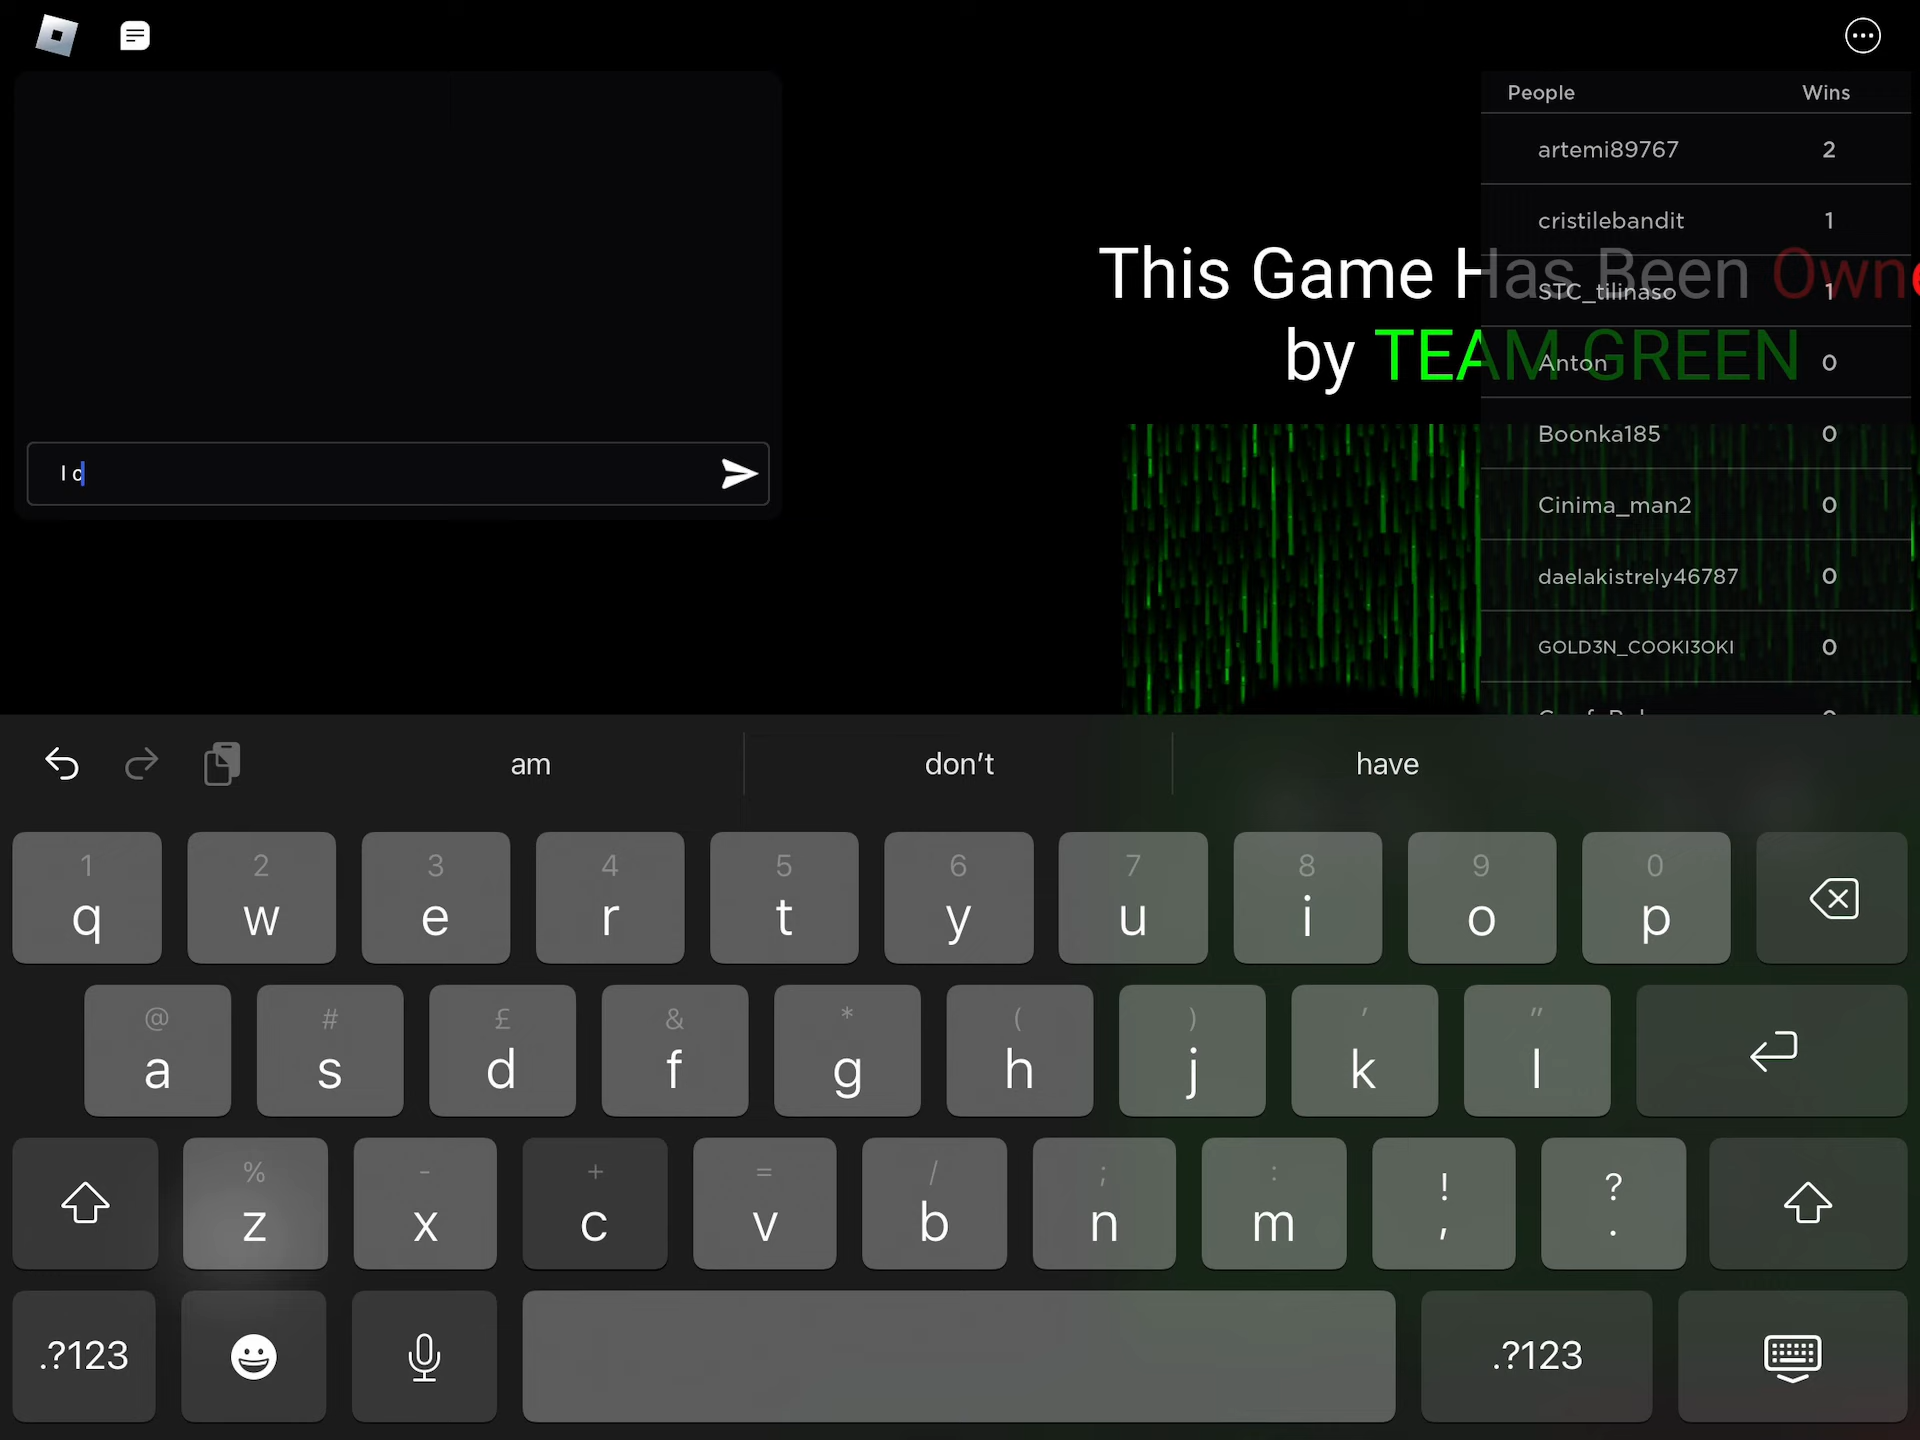 People Wins
artemi89767 2
cristilebandit 1
This Game Has Been Owne
STC_tilinaso 1
by TEAM GREEN
Anton 0
Boonka185 0
I c
Cinima_man2 0
daelakistrely46787 0
GOLD3N_COOKI3OKI 0
am don't have
1 2 3 4 5 6 7 8 9 0
q w e r t y u i o p
@ # £ & * ( ) ' "
a s d f g h j k l
% - + = / ; : ! ?
z x c v b n m , .
.?123 .?123